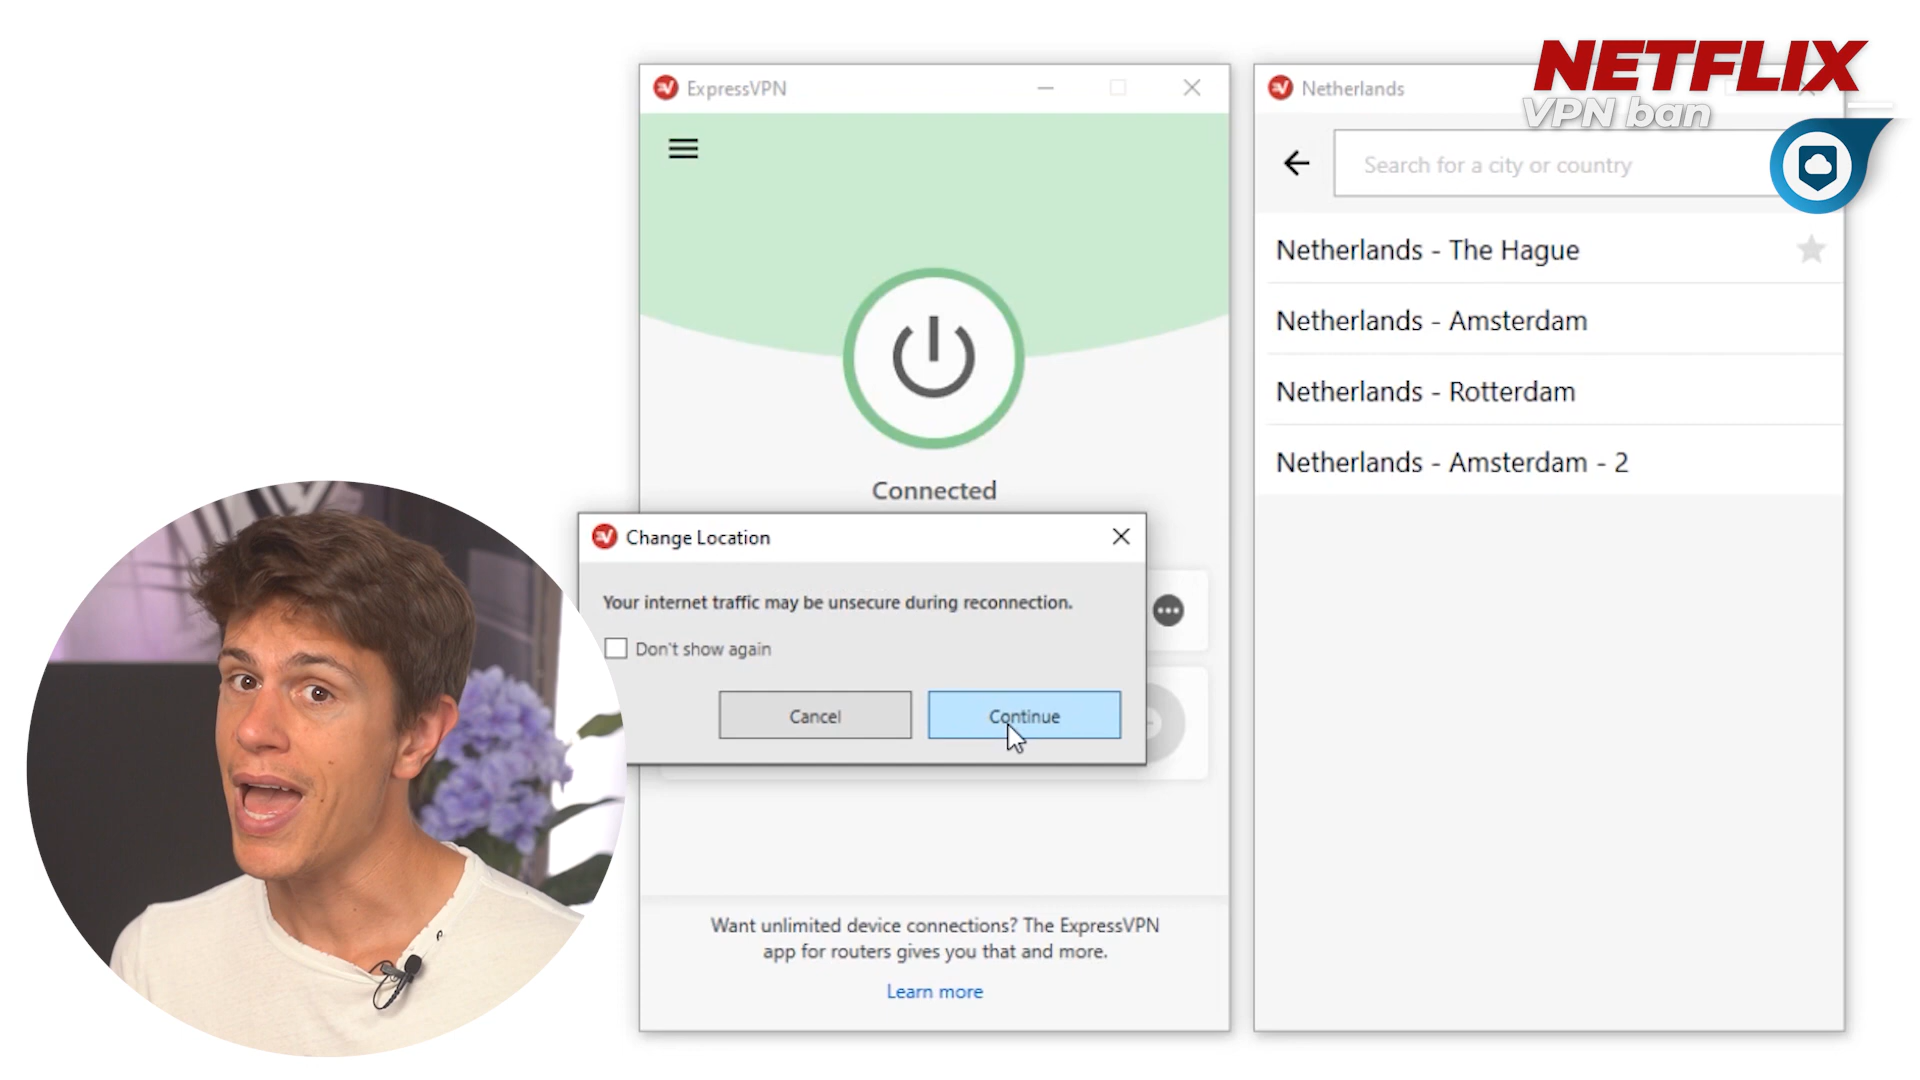 NETFLIX
VPN ban
ExpressVPN
Connected
Change Location
Your internet traffic may be unsecure during reconnection.
Don't show again
Cancel
Continue
Want unlimited device connections? The ExpressVPN
app for routers gives you that and more.
Learn more
Netherlands
Search for a city or country
Netherlands - The Hague
Netherlands - Amsterdam
Netherlands - Rotterdam
Netherlands - Amsterdam - 2